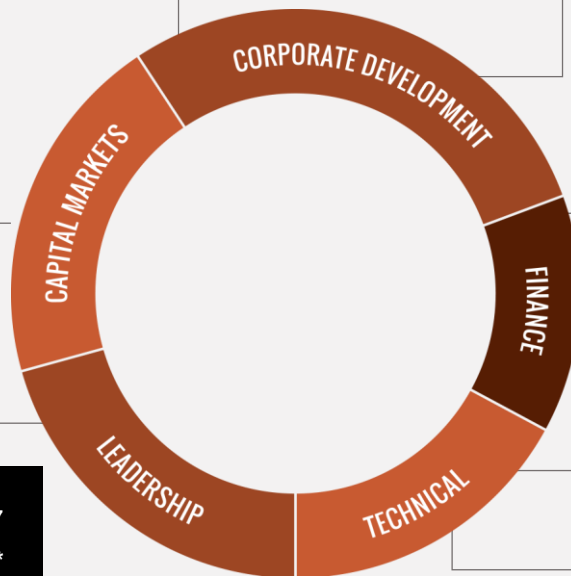 CORPORATE DEVELOPMENT
CAPITAL MARKETS
FINANCE
LEADERSHIP
TECHNICAL
*